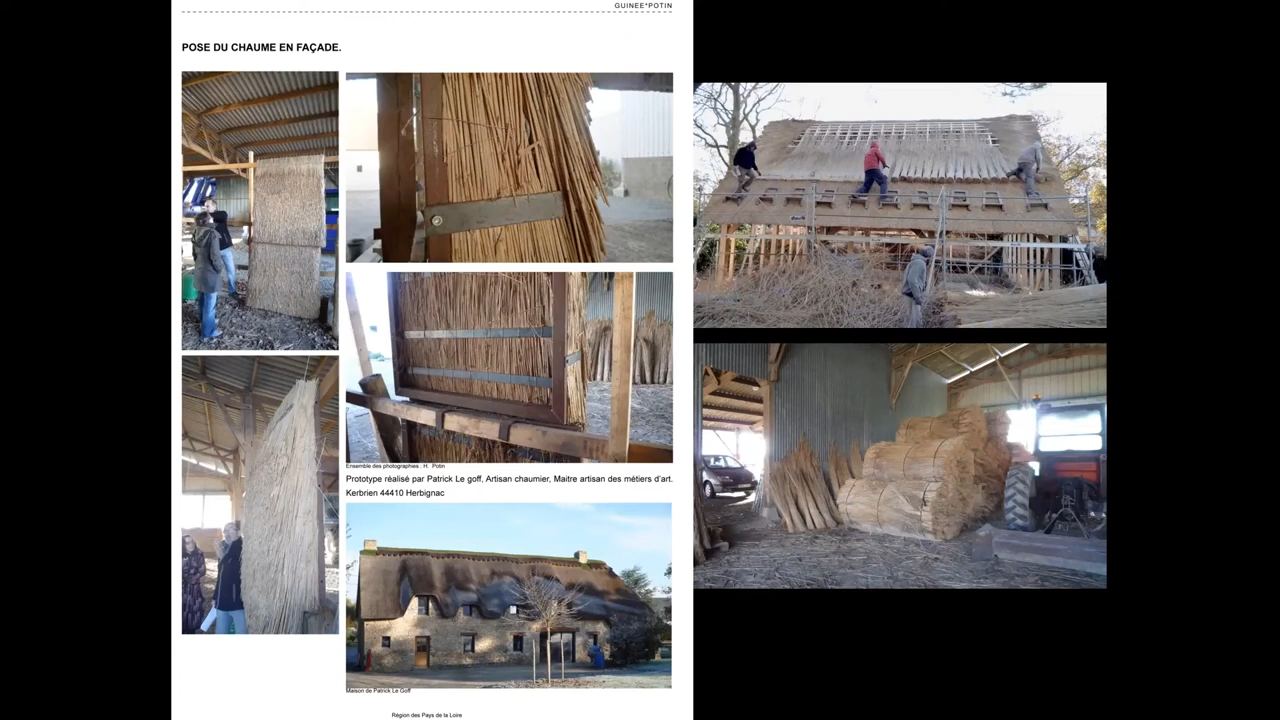 GUINEE*POTIN
POSE DU CHAUME EN FAÇADE.
Ensemble des photographies : H. Potin
Prototype réalisé par Patrick Le goff, Artisan chaumier, Maitre artisan des métiers d'art.
Kerbrien 44410 Herbignac
Maison de Patrick Le Goff
Région des Pays de la Loire